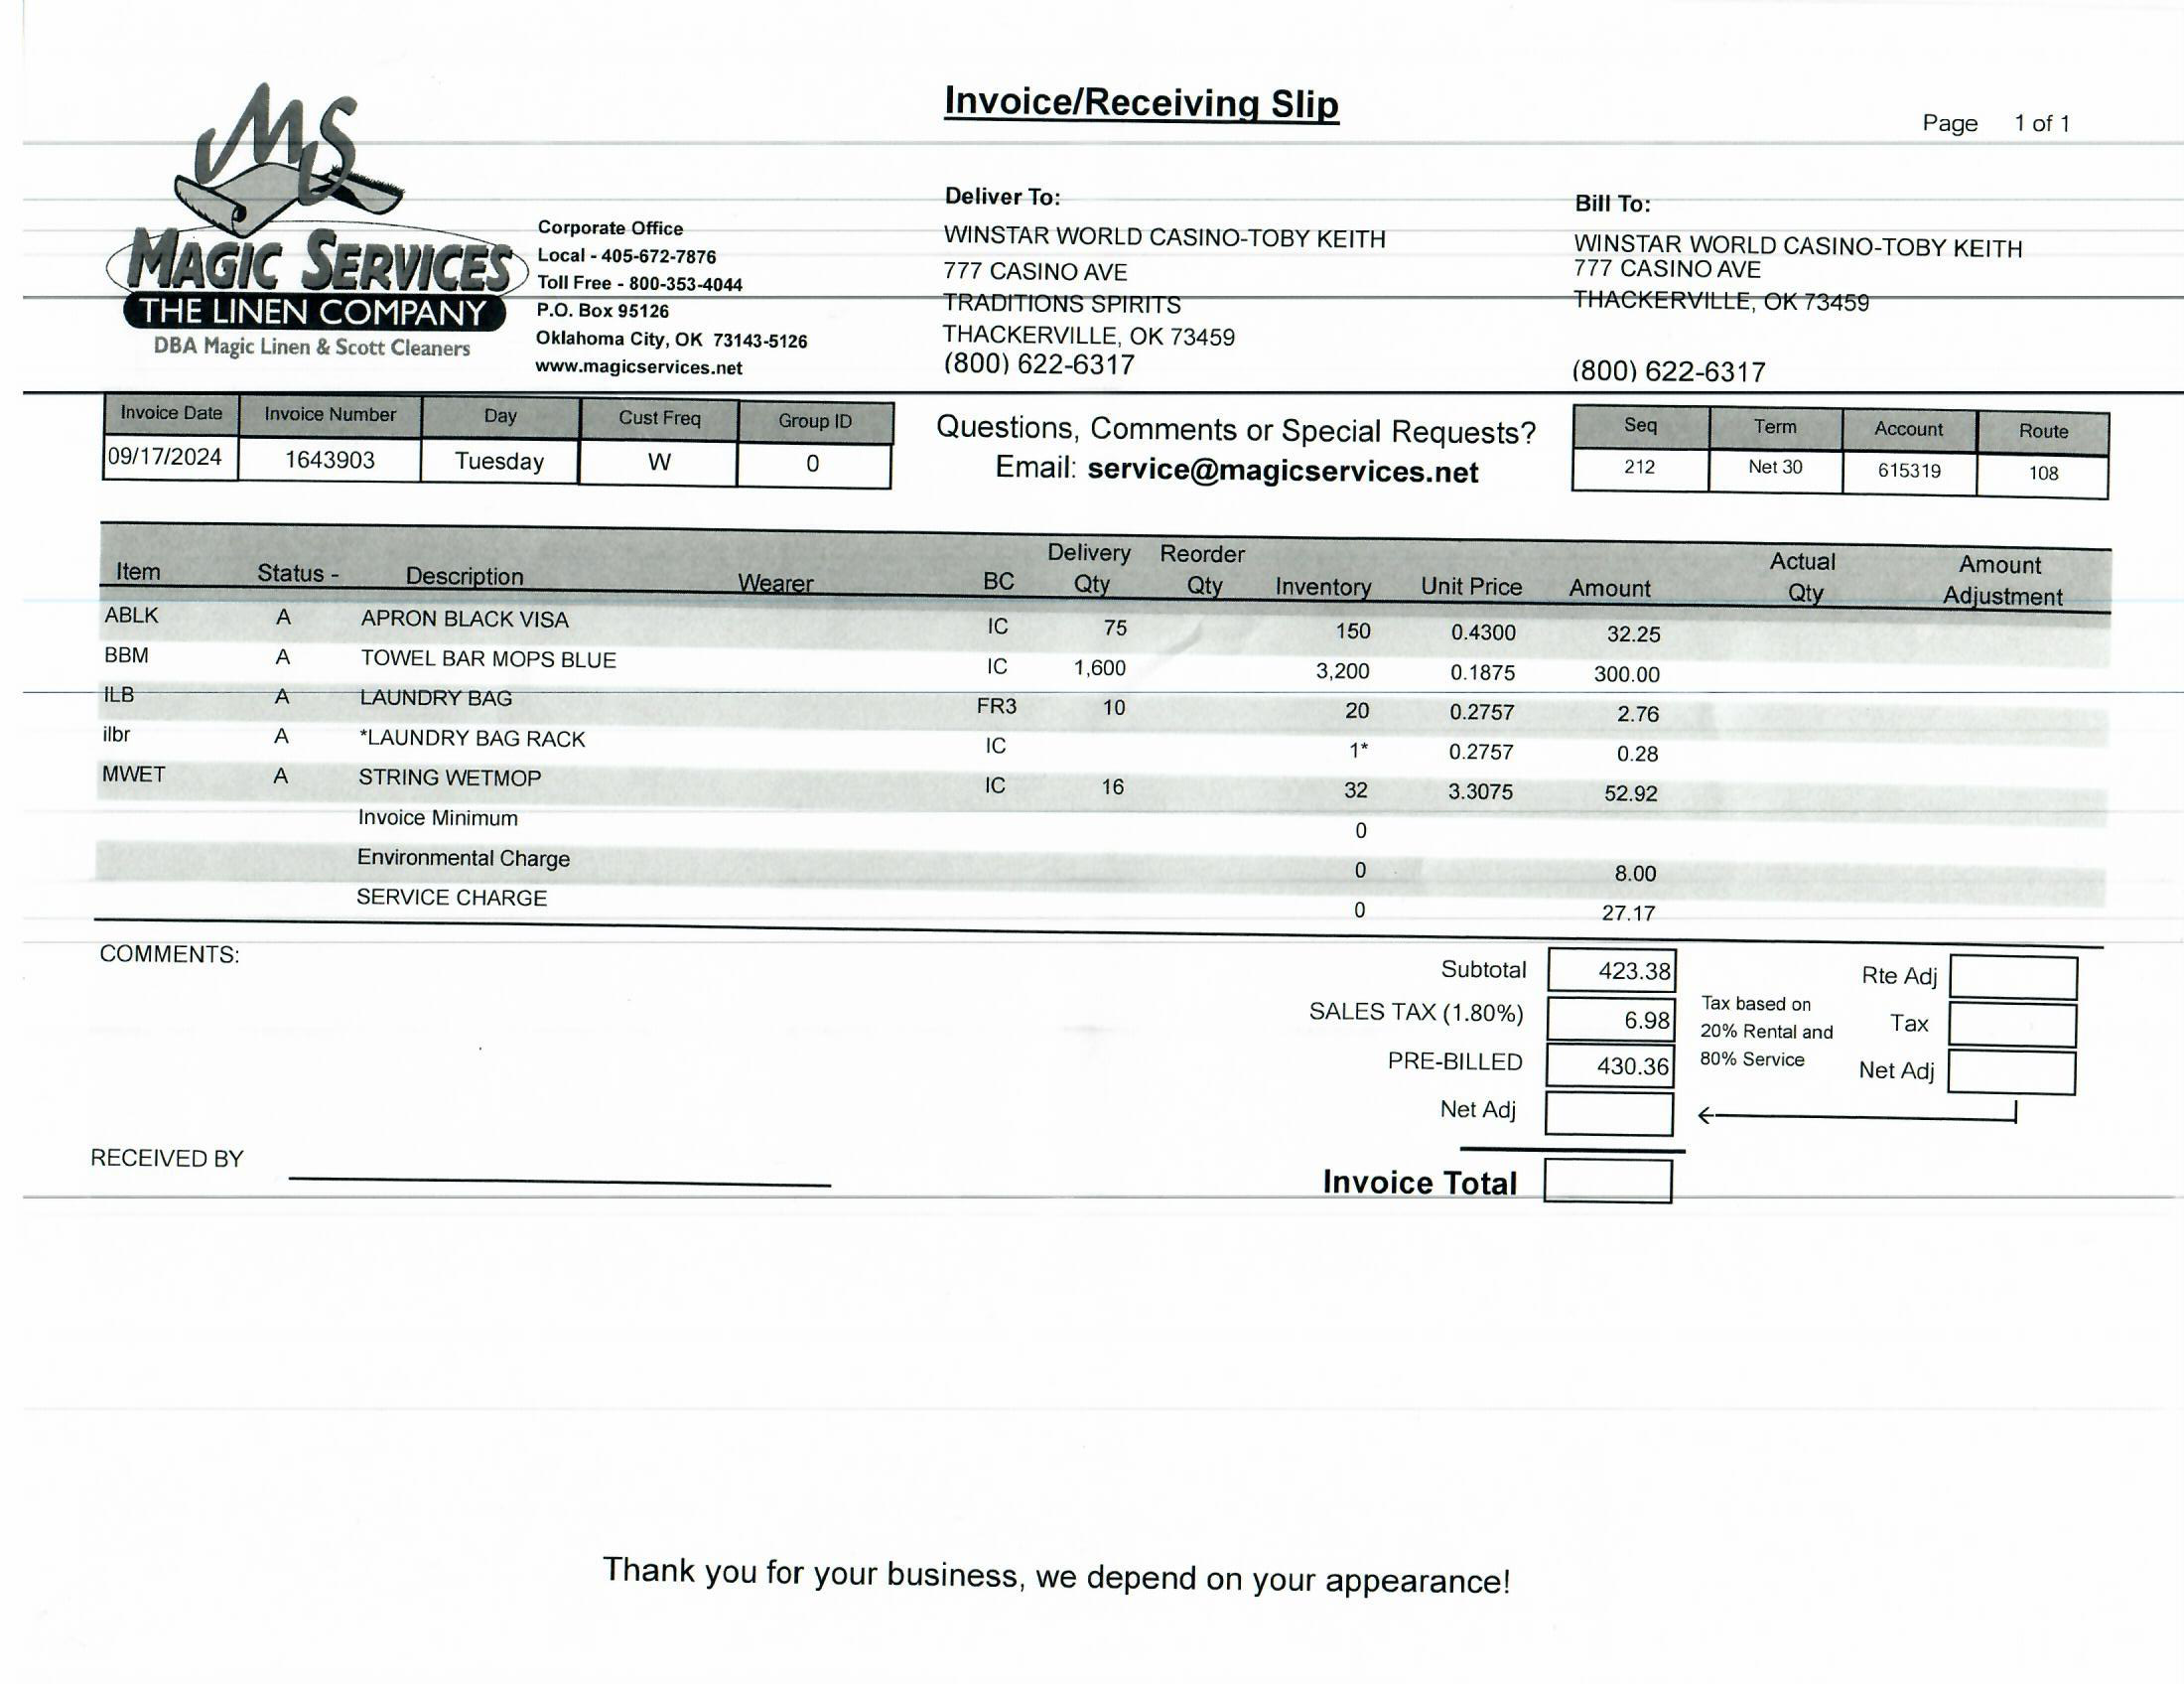 Invoice/Receiving Slip
Page 1 of 1
MS
MAGIC SERVICES
THE LINEN COMPANY
DBA Magic Linen & Scott Cleaners
Corporate Office
Local - 405-672-7876
Toll Free - 800-353-4044
P.O. Box 95126
Oklahoma City, OK 73143-5126
www.magicservices.net
Deliver To:
WINSTAR WORLD CASINO-TOBY KEITH
777 CASINO AVE
TRADITIONS SPIRITS
THACKERVILLE, OK 73459
(800) 622-6317
Bill To:
WINSTAR WORLD CASINO-TOBY KEITH
777 CASINO AVE
THACKERVILLE, OK 73459
(800) 622-6317
Invoice Date Invoice Number Day Cust Freq Group ID
09/17/2024 1643903 Tuesday W 0
Questions, Comments or Special Requests?
Email: service@magicservices.net
Seq Term Account Route
212 Net 30 615319 108
Item Status - Description Wearer BC Delivery Qty Reorder Qty Inventory Unit Price Amount Actual Qty Amount Adjustment
ABLK A APRON BLACK VISA IC 75 150 0.4300 32.25
BBM A TOWEL BAR MOPS BLUE IC 1,600 3,200 0.1875 300.00
ILB A LAUNDRY BAG FR3 10 20 0.2757 2.76
ilbr A *LAUNDRY BAG RACK IC 1* 0.2757 0.28
MWET A STRING WETMOP IC 16 32 3.3075 52.92
Invoice Minimum 0
Environmental Charge 0 8.00
SERVICE CHARGE 0 27.17
COMMENTS:
Subtotal 423.38
SALES TAX (1.80%) 6.98
PRE-BILLED 430.36
Net Adj
Tax based on
20% Rental and
80% Service
Rte Adj
Tax
Net Adj
RECEIVED BY
Invoice Total
Thank you for your business, we depend on your appearance!